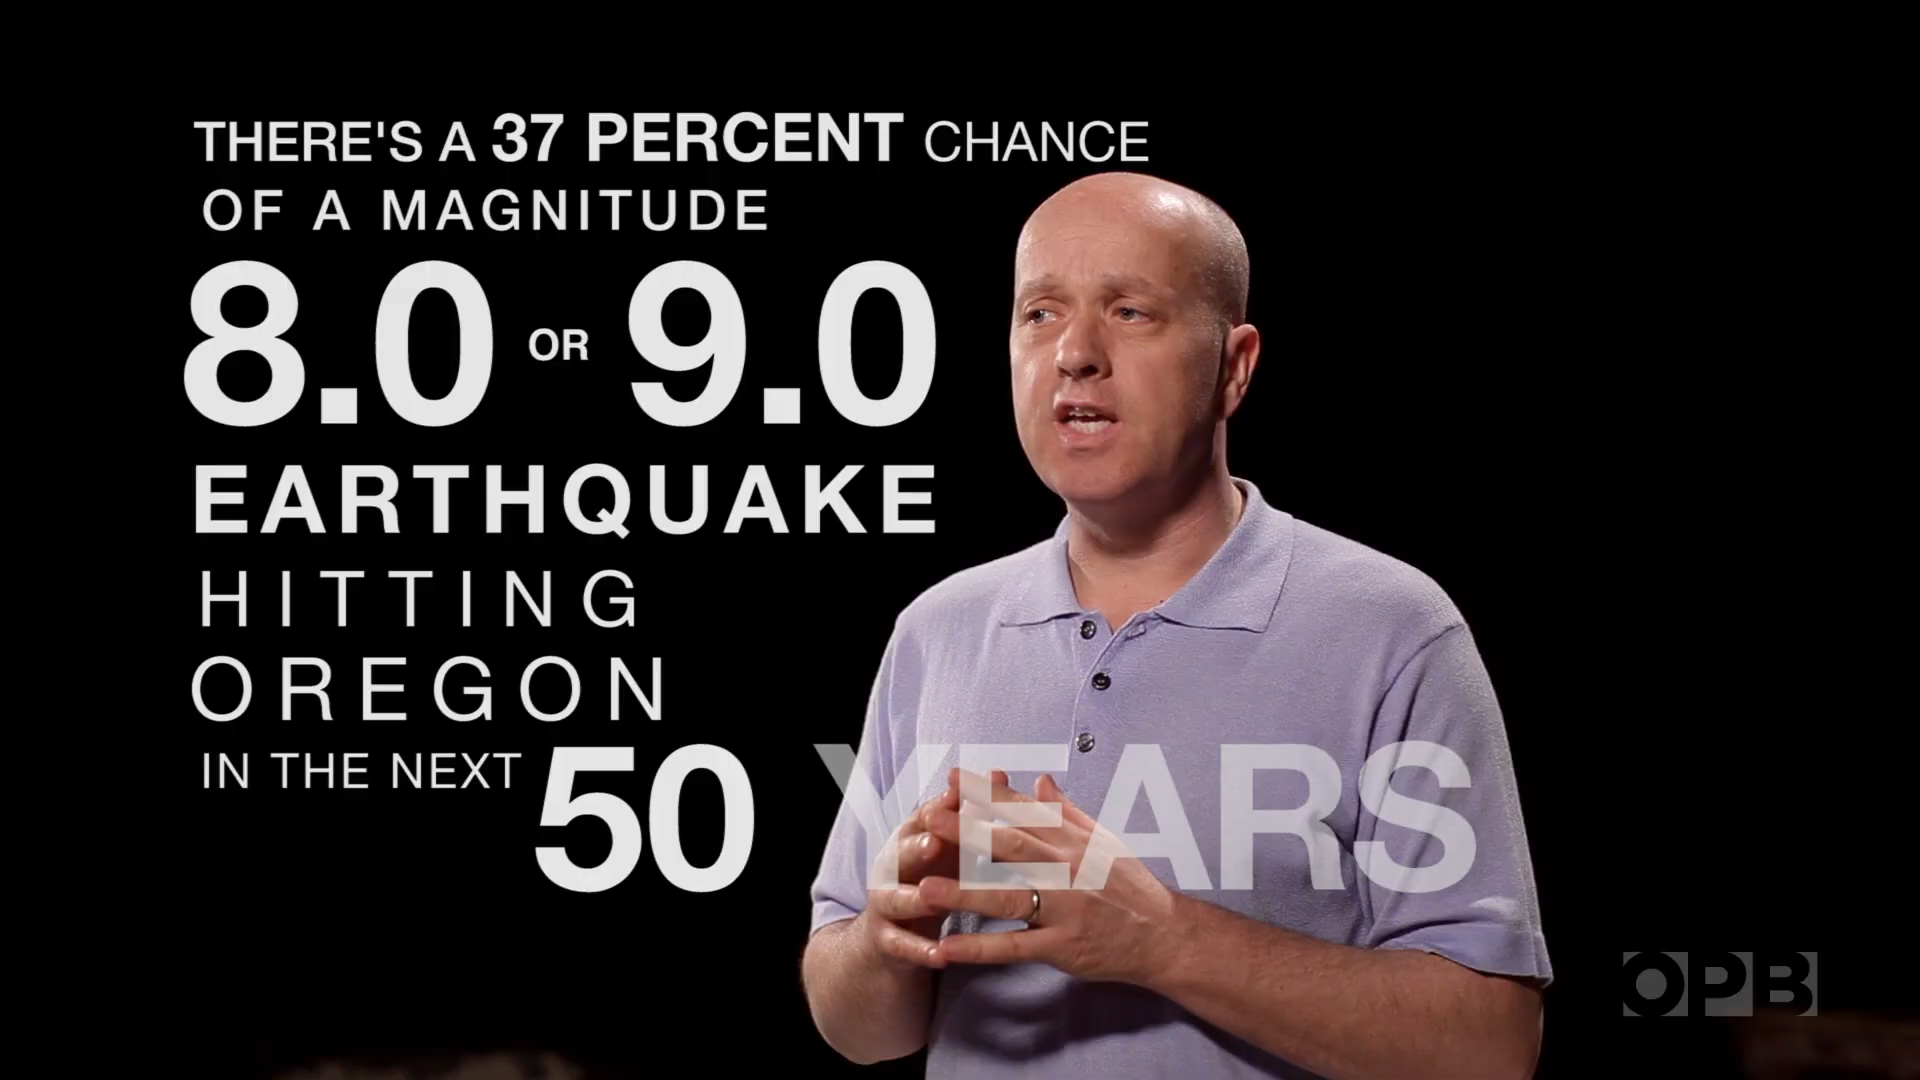 THERE'S A 37 PERCENT CHANCE
OF A MAGNITUDE
8.0 OR 9.0
EARTHQUAKE
HITTING
OREGON
IN THE NEXT 50 YEARS
OPB